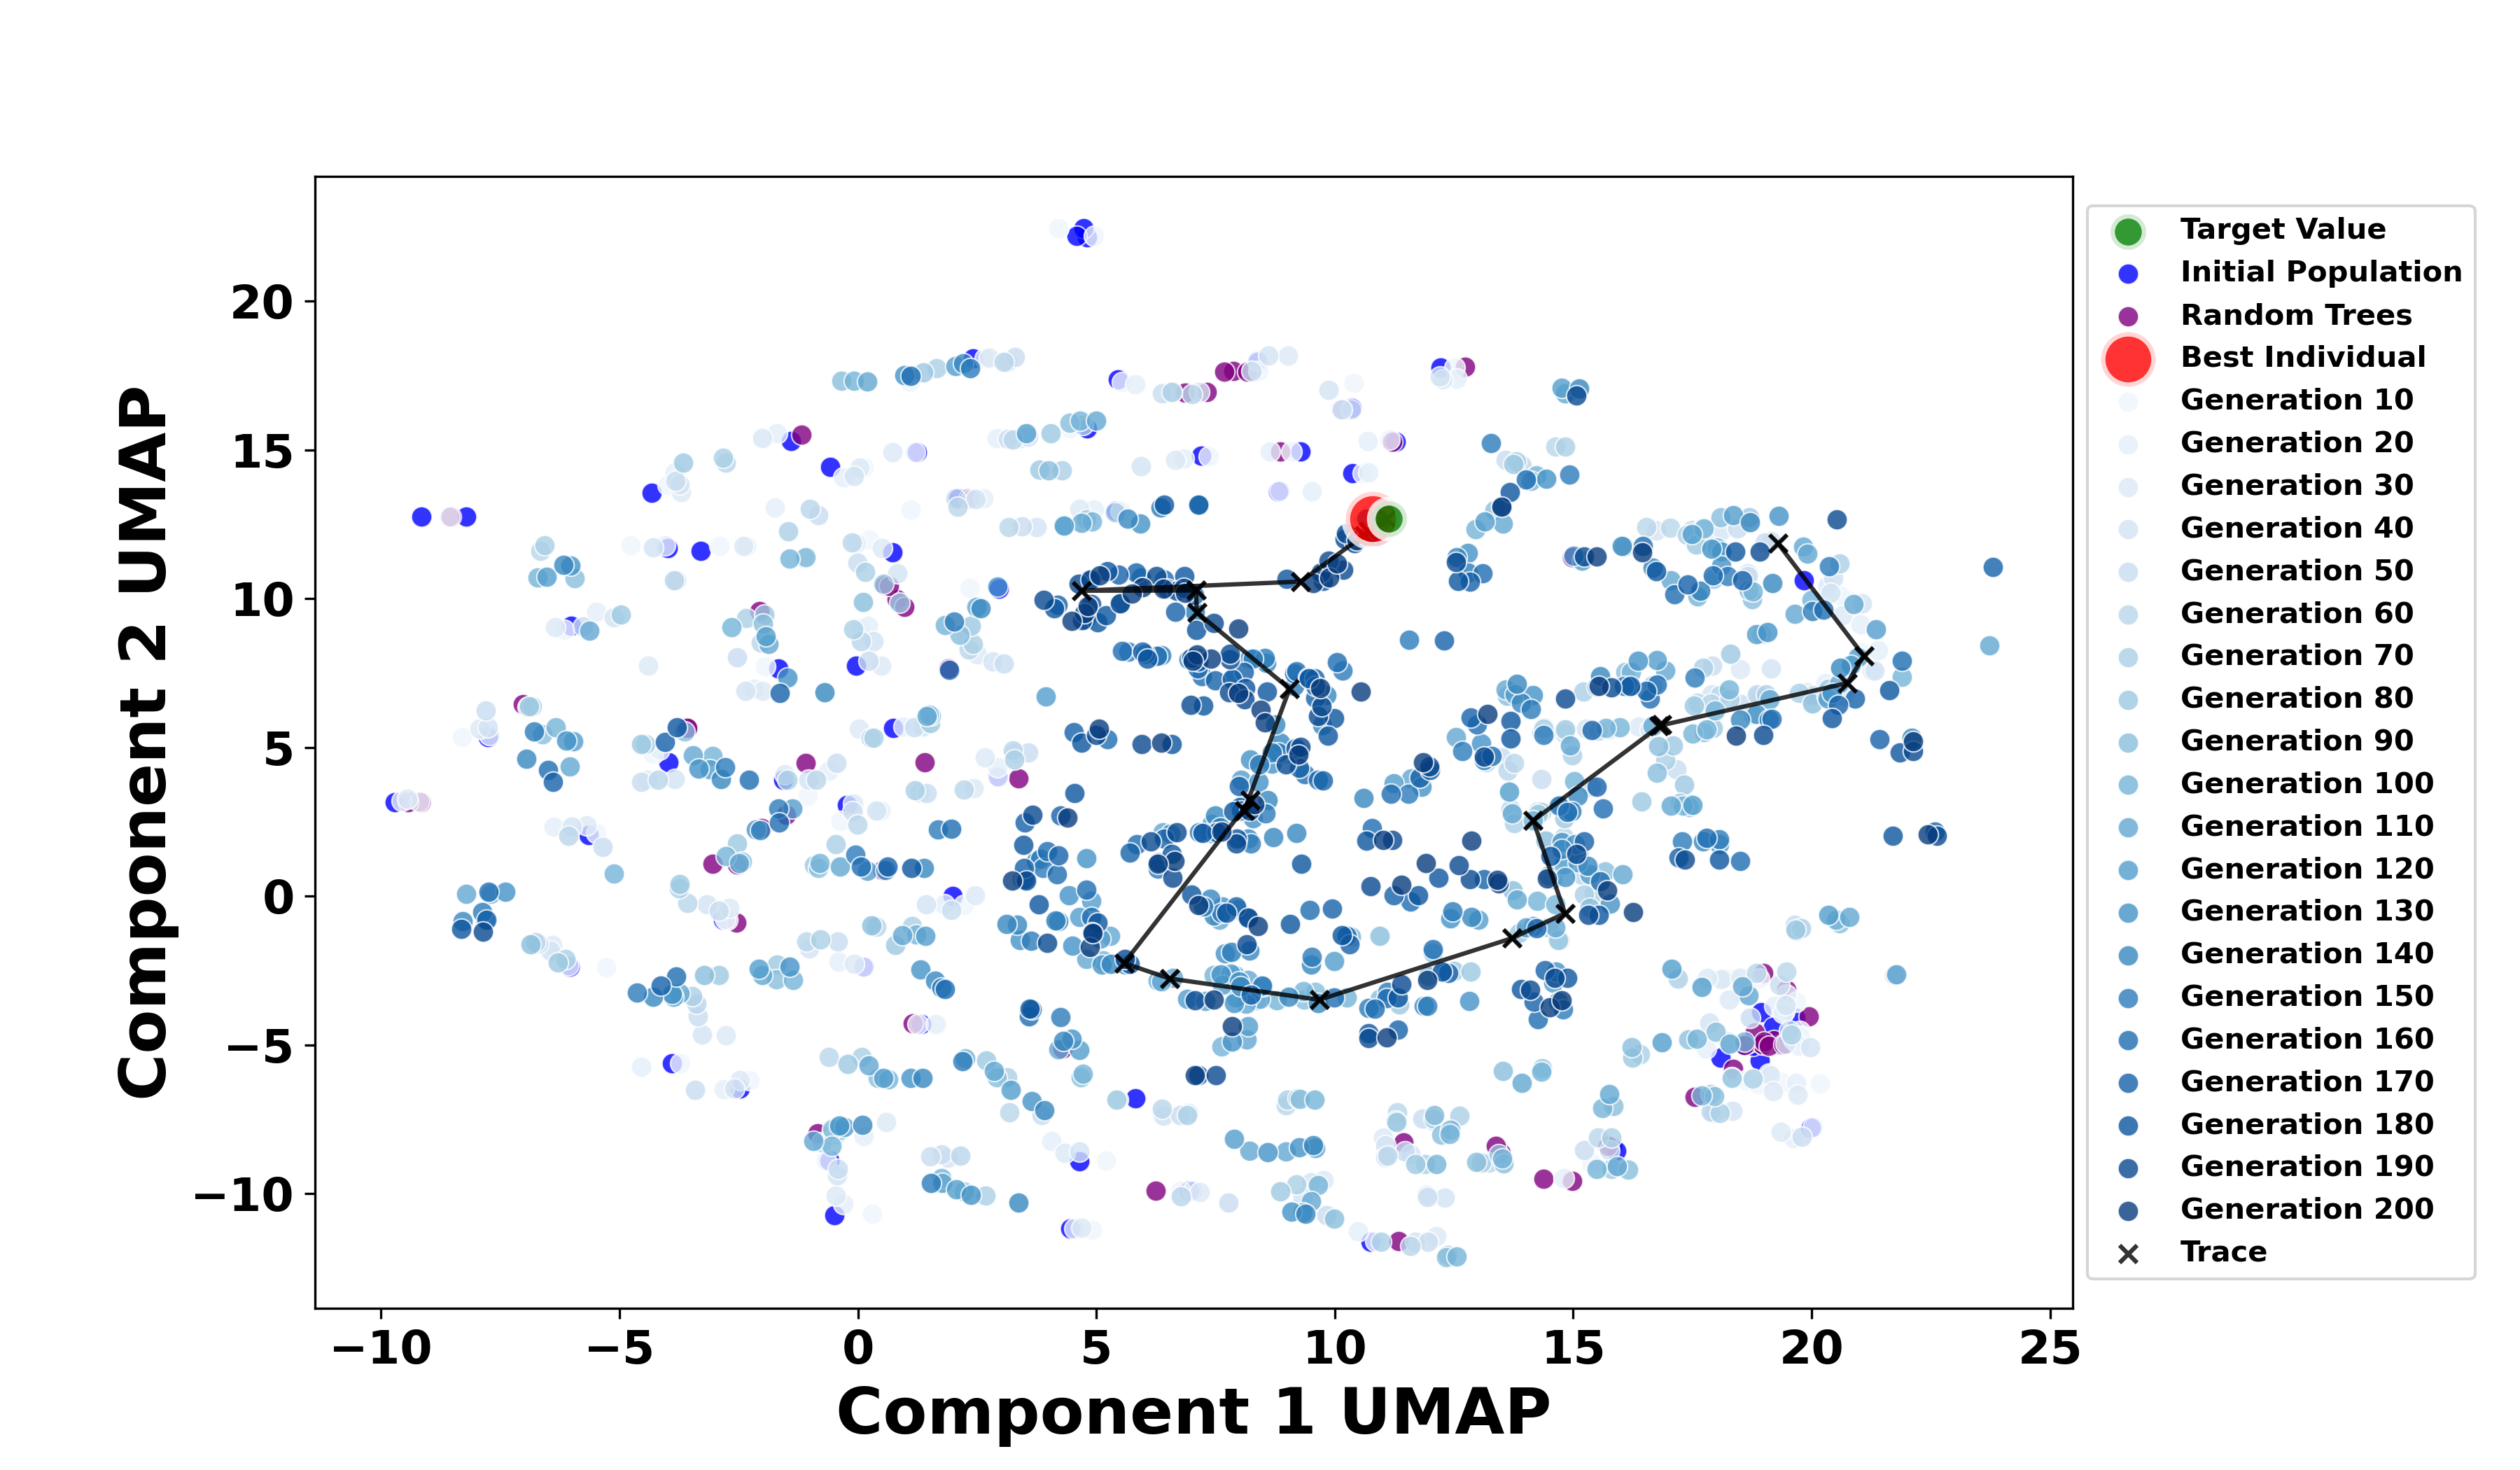 20
15
10
5
0
−5
−10
Component 2 UMAP
−10
−5
0
5
10
15
20
25
Component 1 UMAP
Target Value
Initial Population
Random Trees
Best Individual
Generation 10
Generation 20
Generation 30
Generation 40
Generation 50
Generation 60
Generation 70
Generation 80
Generation 90
Generation 100
Generation 110
Generation 120
Generation 130
Generation 140
Generation 150
Generation 160
Generation 170
Generation 180
Generation 190
Generation 200
Trace